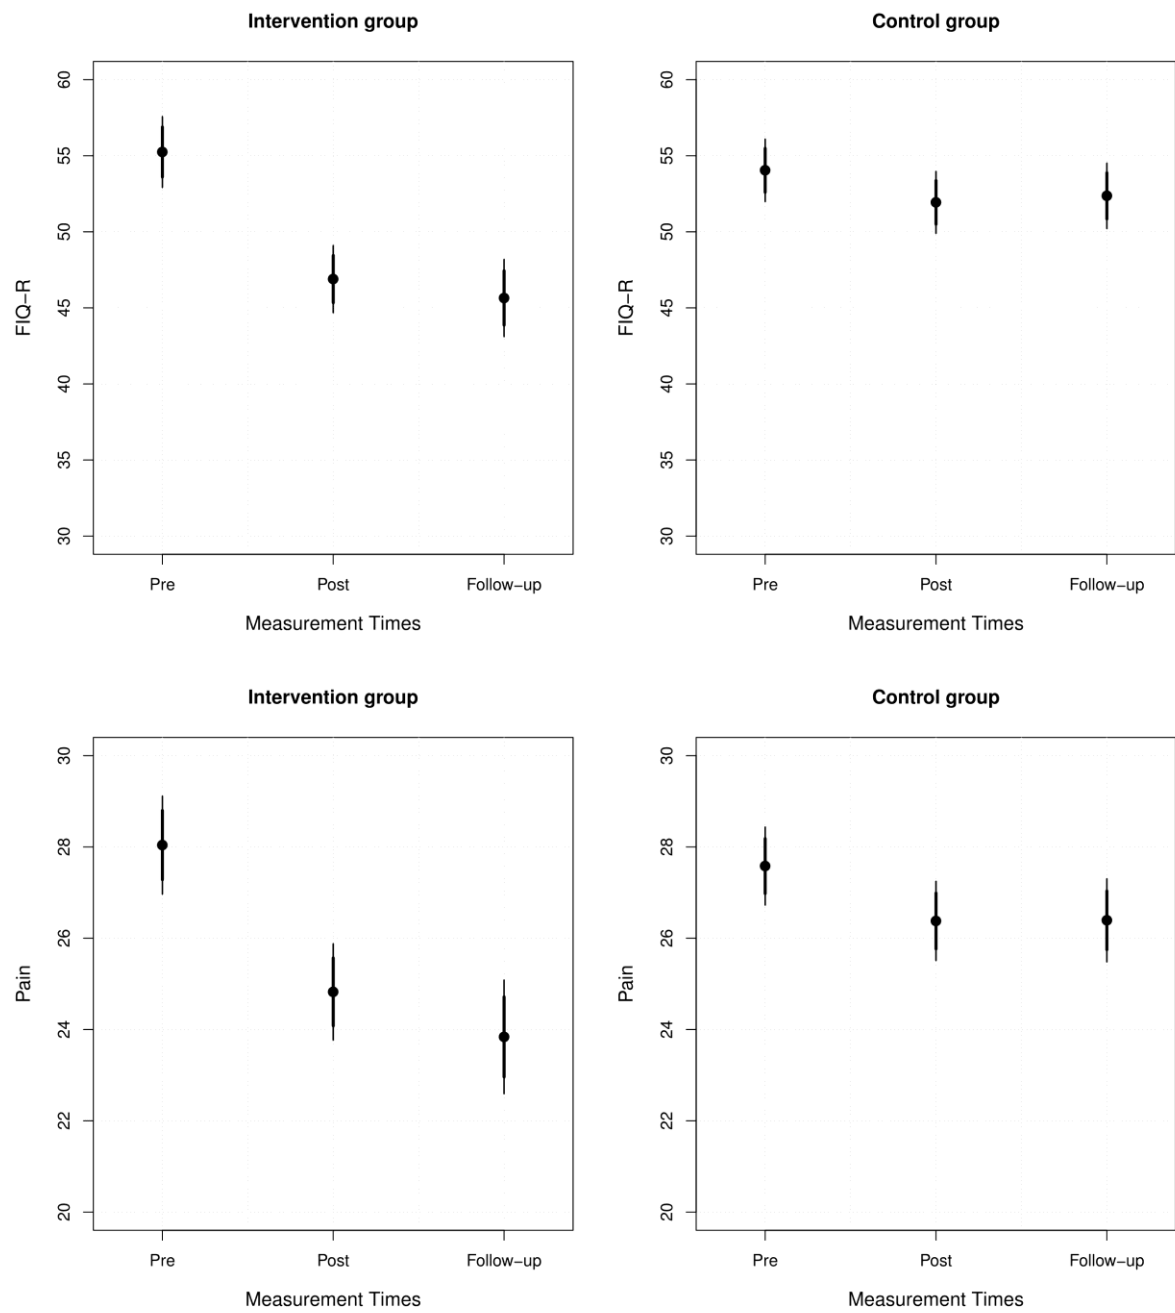 Intervention group
FIQ−R
60
55
50
45
40
35
30
Pre Post Follow−up
Measurement Times
Control group
FIQ−R
60
55
50
45
40
35
30
Pre Post Follow−up
Measurement Times
Intervention group
Pain
30
28
26
24
22
20
Pre Post Follow−up
Measurement Times
Control group
Pain
30
28
26
24
22
20
Pre Post Follow−up
Measurement Times